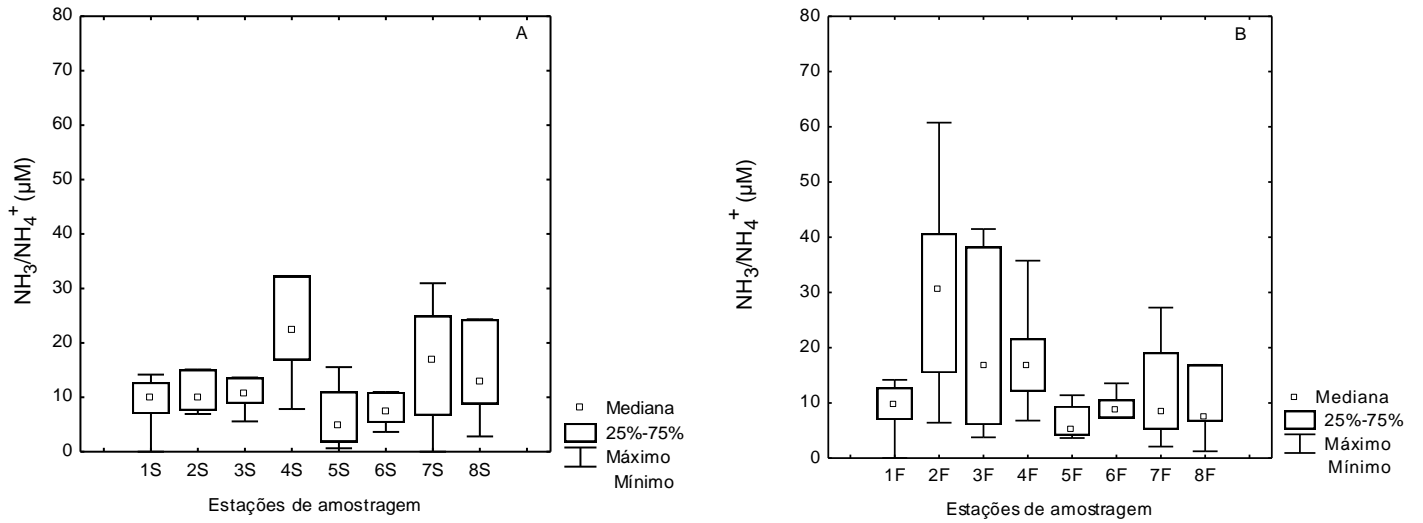 A
80
70
60
50
40
30
20
10
0
NH3/NH4+ (µM)
1S 2S 3S 4S 5S 6S 7S 8S
Estações de amostragem
Mediana
25%-75%
Máximo
Mínimo
B
80
70
60
50
40
30
20
10
0
NH3/NH4+ (µM)
1F 2F 3F 4F 5F 6F 7F 8F
Estações de amostragem
Mediana
25%-75%
Máximo
Mínimo